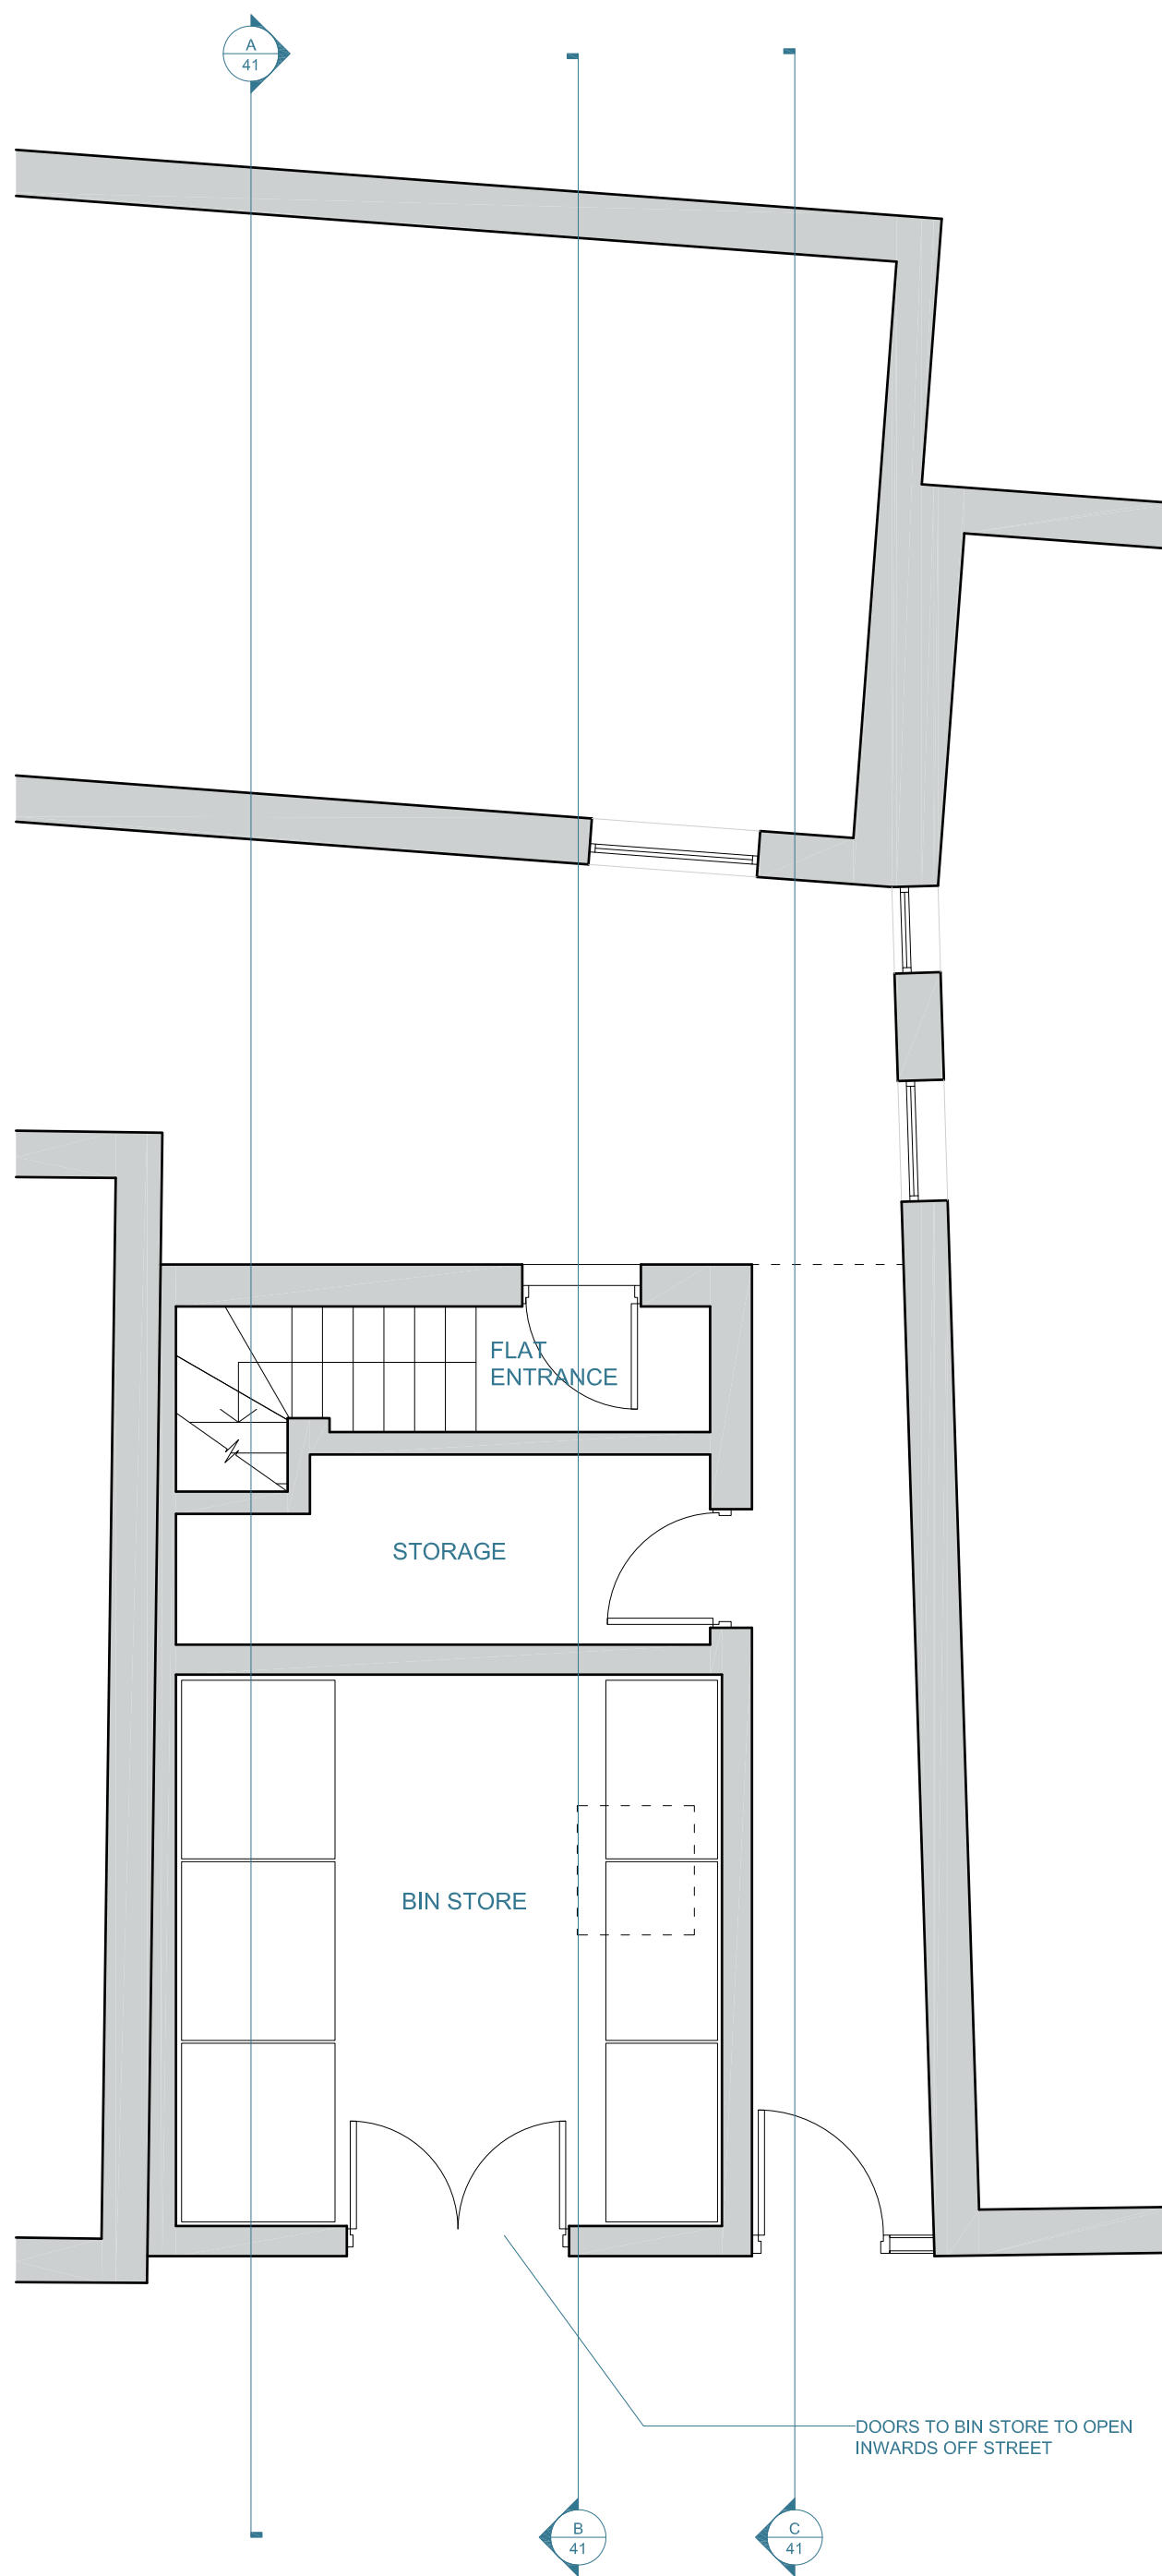 A
41
FLAT
ENTRANCE
STORAGE
BIN STORE
DOORS TO BIN STORE TO OPEN
INWARDS OFF STREET
B
41
C
41